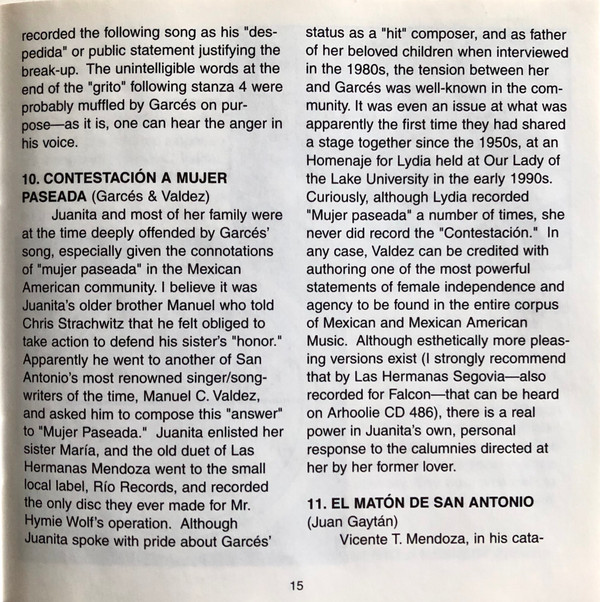 recorded the following song as his "des-
pedida" or public statement justifying the
break-up. The unintelligible words at the
end of the "grito" following stanza 4 were
probably muffled by Garcés on pur-
pose—as it is, one can hear the anger in
his voice.
10. CONTESTACIÓN A MUJER
PASEADA (Garcés & Valdez)
Juanita and most of her family were
at the time deeply offended by Garcés'
song, especially given the connotations
of "mujer paseada" in the Mexican
American community. I believe it was
Juanita's older brother Manuel who told
Chris Strachwitz that he felt obliged to
take action to defend his sister's "honor."
Apparently he went to another of San
Antonio's most renowned singer/song-
writers of the time, Manuel C. Valdez,
and asked him to compose this "answer"
to "Mujer Paseada." Juanita enlisted her
sister María, and the old duet of Las
Hermanas Mendoza went to the small
local label, Río Records, and recorded
the only disc they ever made for Mr.
Hymie Wolf's operation. Although
Juanita spoke with pride about Garcés'
status as a "hit" composer, and as father
of her beloved children when interviewed
in the 1980s, the tension between her
and Garcés was well-known in the com-
munity. It was even an issue at what was
apparently the first time they had shared
a stage together since the 1950s, at an
Homenaje for Lydia held at Our Lady of
the Lake University in the early 1990s.
Curiously, although Lydia recorded
"Mujer paseada" a number of times, she
never did record the "Contestación." In
any case, Valdez can be credited with
authoring one of the most powerful
statements of female independence and
agency to be found in the entire corpus
of Mexican and Mexican American
Music. Although esthetically more pleas-
ing versions exist (I strongly recommend
that by Las Hermanas Segovia—also
recorded for Falcon—that can be heard
on Arhoolie CD 486), there is a real
power in Juanita's own, personal
response to the calumnies directed at
her by her former lover.
11. EL MATÓN DE SAN ANTONIO
(Juan Gaytán)
Vicente T. Mendoza, in his cata-
15